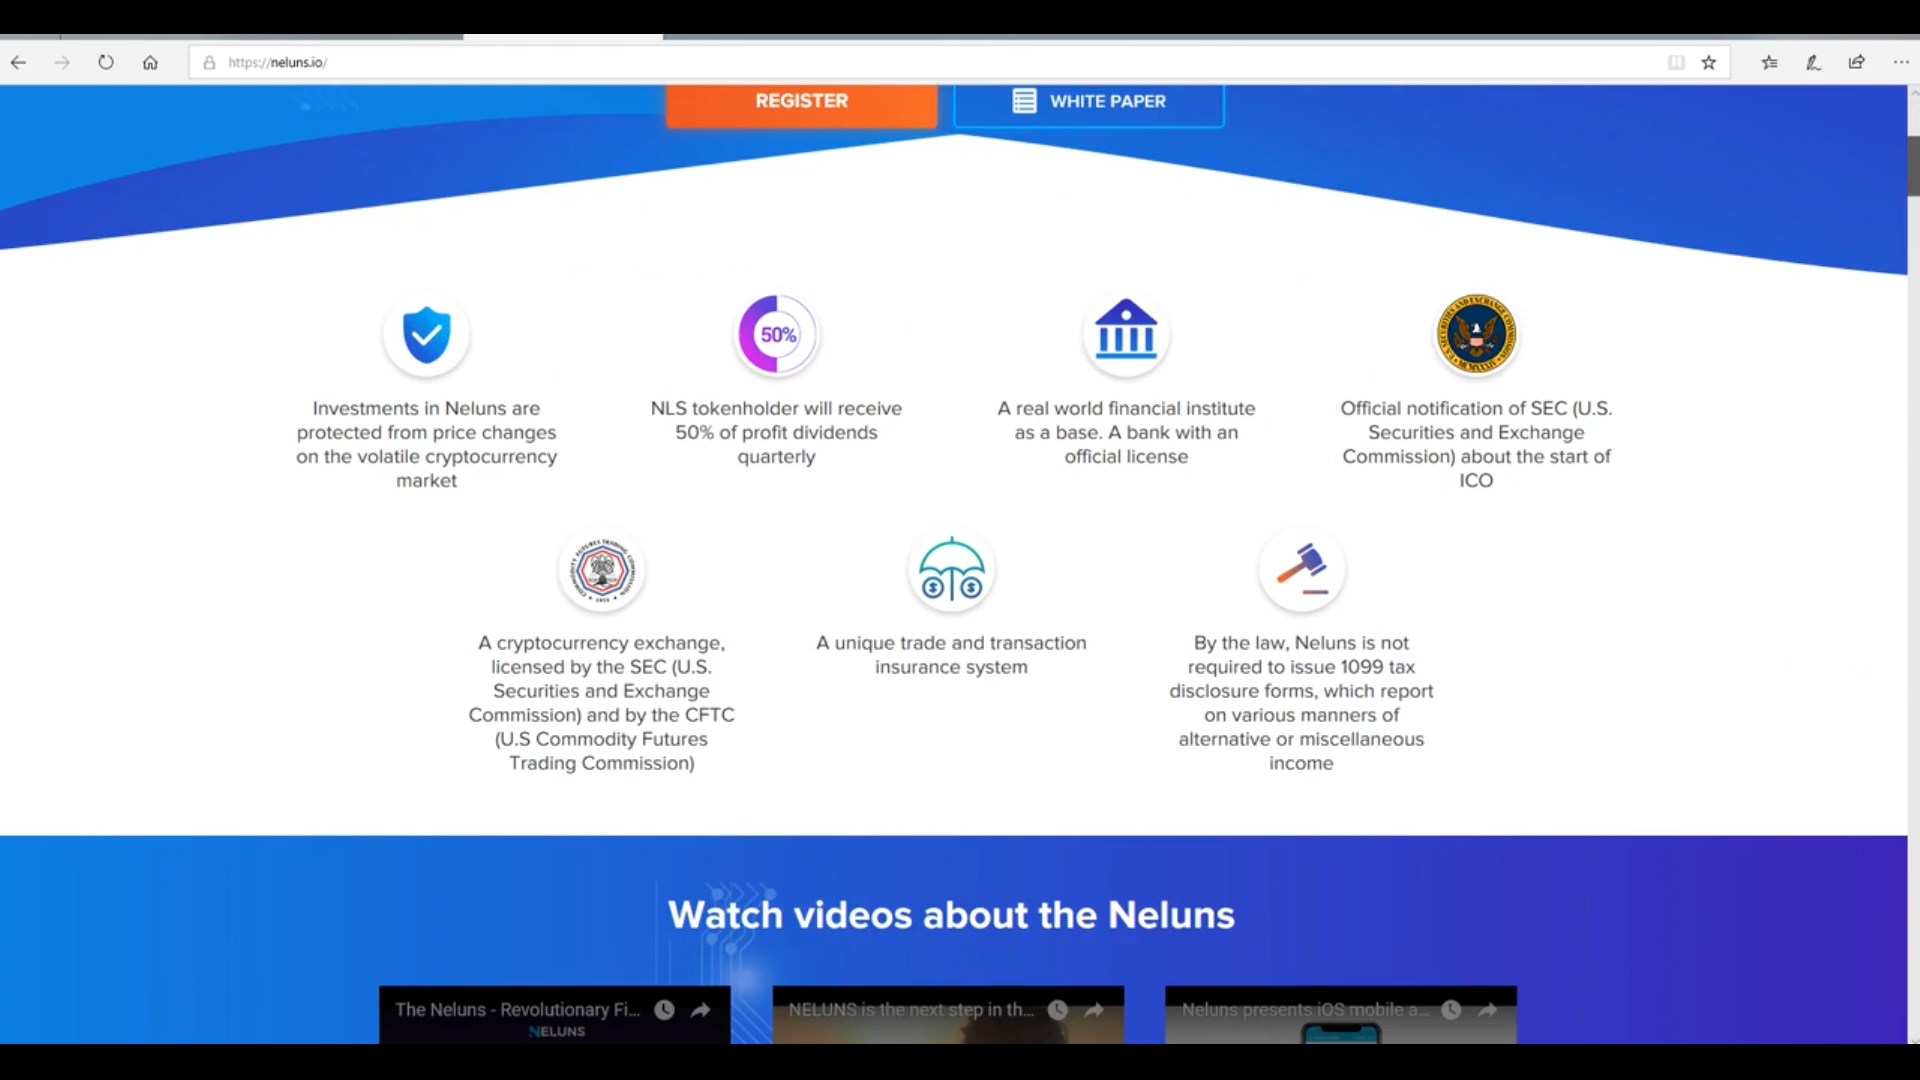 https://neluns.io/
REGISTER
WHITE PAPER
50%
Investments in Neluns are
protected from price changes
on the volatile cryptocurrency
market
NLS tokenholder will receive
50% of profit dividends
quarterly
A real world financial institute
as a base. A bank with an
official license
Official notification of SEC (U.S.
Securities and Exchange
Commission) about the start of
ICO
A cryptocurrency exchange,
licensed by the SEC (U.S.
Securities and Exchange
Commission) and by the CFTC
(U.S Commodity Futures
Trading Commission)
A unique trade and transaction
insurance system
By the law, Neluns is not
required to issue 1099 tax
disclosure forms, which report
on various manners of
alternative or miscellaneous
income
Watch videos about the Neluns
The Neluns - Revolutionary Fi...
NELUNS
NELUNS is the next step in th...
Neluns presents iOS mobile a...